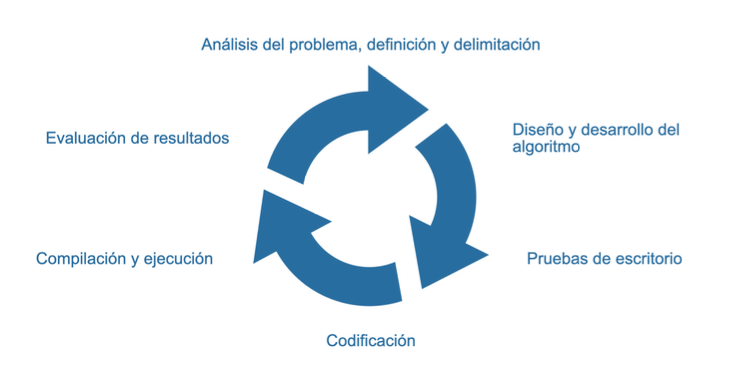 Análisis del problema, definición y delimitación
Diseño y desarrollo del
algoritmo
Pruebas de escritorio
Codificación
Compilación y ejecución
Evaluación de resultados